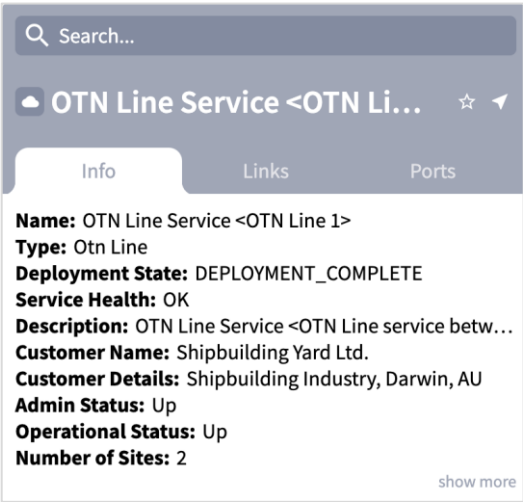 Search...
OTN Line Service <OTN Li...
Info Links Ports
Name: OTN Line Service <OTN Line 1>
Type: Otn Line
Deployment State: DEPLOYMENT_COMPLETE
Service Health: OK
Description: OTN Line Service <OTN Line service betw...
Customer Name: Shipbuilding Yard Ltd.
Customer Details: Shipbuilding Industry, Darwin, AU
Admin Status: Up
Operational Status: Up
Number of Sites: 2
show more